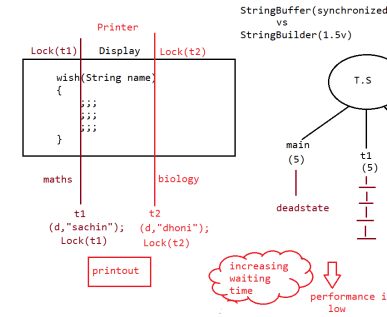 Printer
Lock(t1) Display Lock(t2)
wish(String name)
{
;;;
;;;
;;;
}
maths biology
t1 t2
(d,"sachin"); (d,"dhoni");
Lock(t1) Lock(t2)
printout
StringBuffer(synchronized
vs
StringBuilder(1.5v)
T.S
main t1
(5) (5)
deadstate
increasing
waiting
time
performance i
low